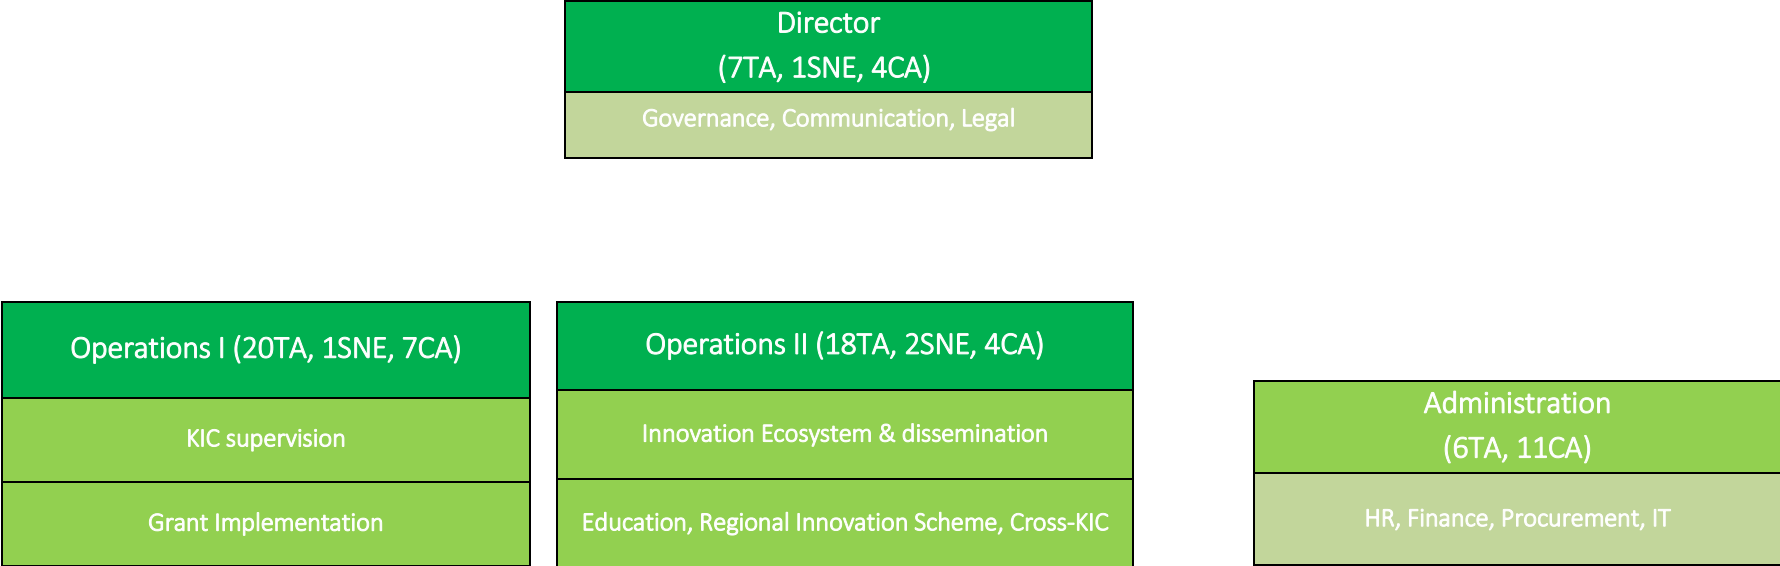 Director
(7TA, 1SNE, 4CA)
Governance, Communication, Legal
Operations I (20TA, 1SNE, 7CA)
KIC supervision
Grant Implementation
Operations II (18TA, 2SNE, 4CA)
Innovation Ecosystem & dissemination
Education, Regional Innovation Scheme, Cross-KIC
Administration
(6TA, 11CA)
HR, Finance, Procurement, IT